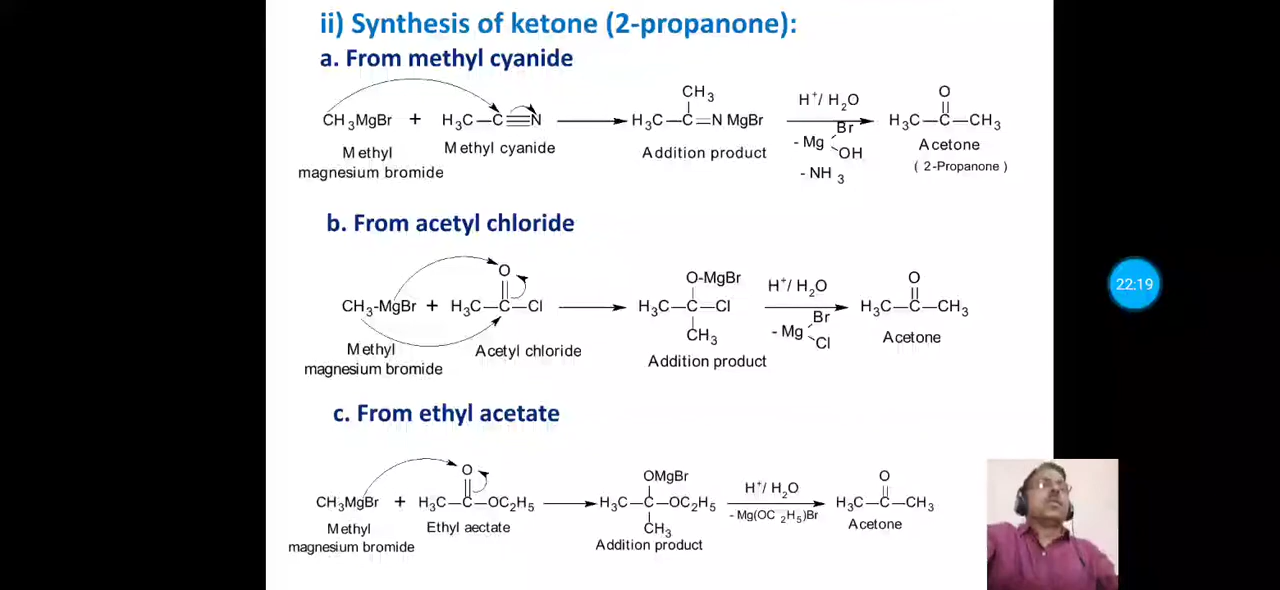 ii) Synthesis of ketone (2-propanone):
a. From methyl cyanide
CH3MgBr + H3C-C≡N → H3C-C(CH3)=N MgBr H+/ H2O - Mg Br OH - NH3 H3C-C(=O)-CH3
Methyl magnesium bromide
Methyl cyanide
Addition product
Acetone
( 2-Propanone )
b. From acetyl chloride
CH3-MgBr + H3C-C(=O)-Cl → H3C-C(O-MgBr)(CH3)-Cl H+/ H2O - Mg Br Cl H3C-C(=O)-CH3
Methyl magnesium bromide
Acetyl chloride
Addition product
Acetone
22:19
c. From ethyl acetate
CH3MgBr + H3C-C(=O)-OC2H5 → H3C-C(OMgBr)(CH3)-OC2H5 H+/ H2O - Mg(OC2H5)Br H3C-C(=O)-CH3
Methyl magnesium bromide
Ethyl aectate
Addition product
Acetone